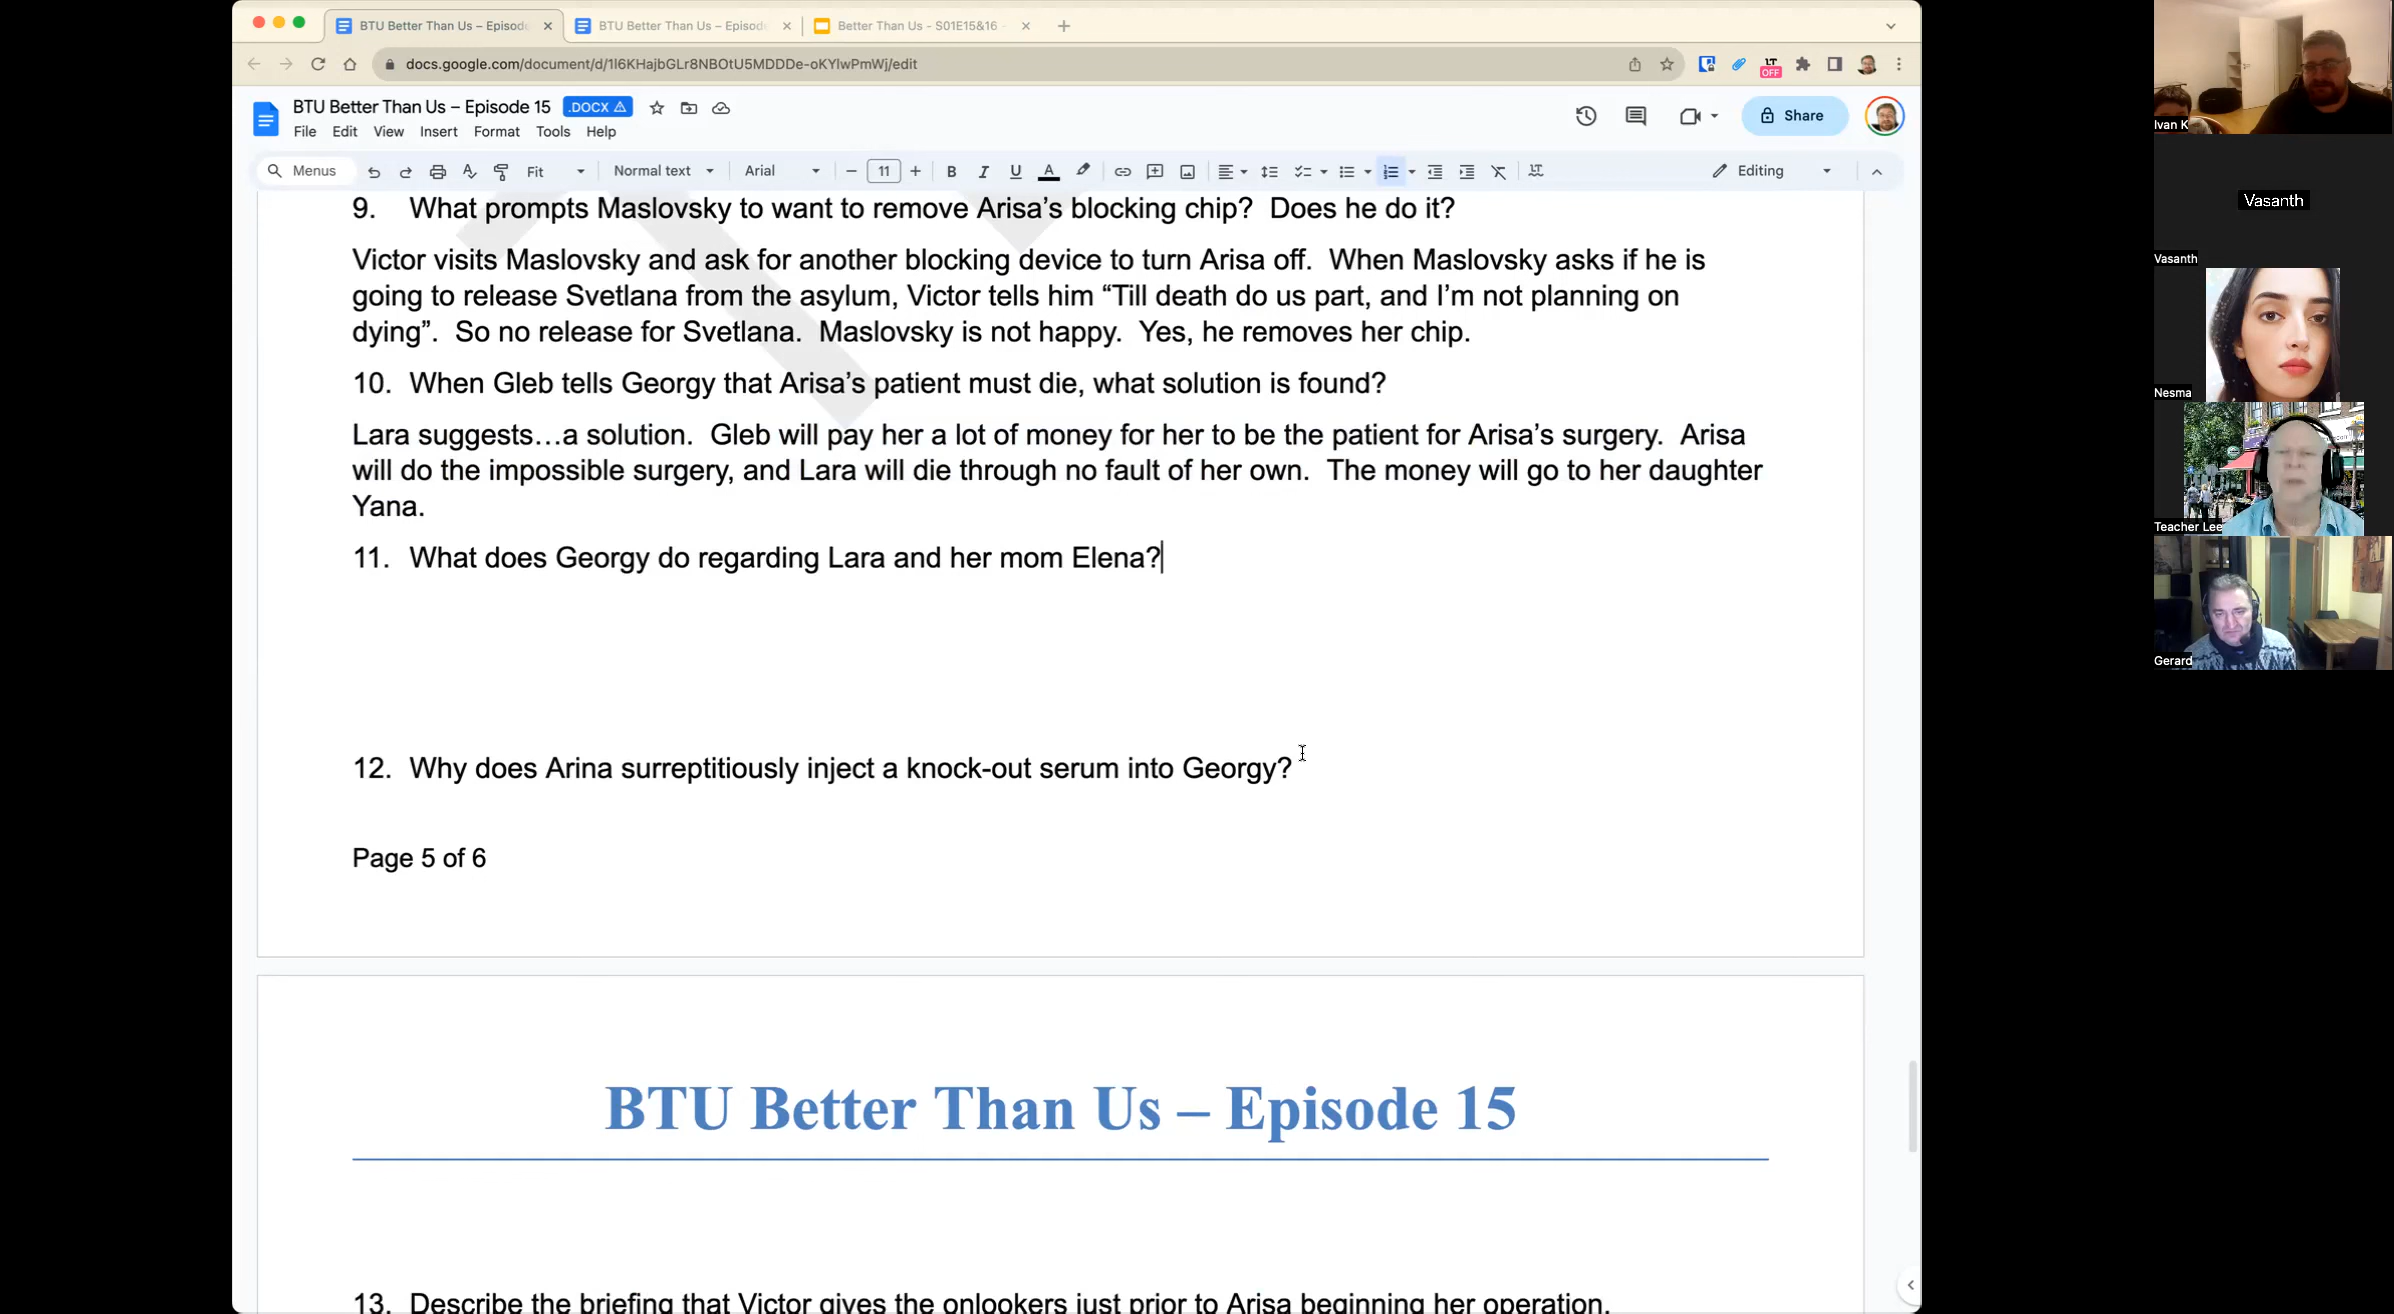 BTU Better Than Us – Episode
BTU Better Than Us – Episode
Better Than Us - S01E15&16 -
docs.google.com/document/d/1I6KHajbGLr8NBOtU5MDDDe-oKYlwPmWj/edit
OFF
BTU Better Than Us – Episode 15 .DOCX
File Edit View Insert Format Tools Help
Share
Menus Fit Normal text Arial 11 B I U A Editing
9. What prompts Maslovsky to want to remove Arisa’s blocking chip? Does he do it?
Victor visits Maslovsky and ask for another blocking device to turn Arisa off. When Maslovsky asks if he is
going to release Svetlana from the asylum, Victor tells him “Till death do us part, and I’m not planning on
dying”. So no release for Svetlana. Maslovsky is not happy. Yes, he removes her chip.
10. When Gleb tells Georgy that Arisa’s patient must die, what solution is found?
Lara suggests…a solution. Gleb will pay her a lot of money for her to be the patient for Arisa’s surgery. Arisa
will do the impossible surgery, and Lara will die through no fault of her own. The money will go to her daughter
Yana.
11. What does Georgy do regarding Lara and her mom Elena?
12. Why does Arina surreptitiously inject a knock-out serum into Georgy?
Page 5 of 6
BTU Better Than Us – Episode 15
13. Describe the briefing that Victor gives the onlookers just prior to Arisa beginning her operation.
Ivan K
Vasanth
Vasanth
Nesma
Teacher Lee
Gerard